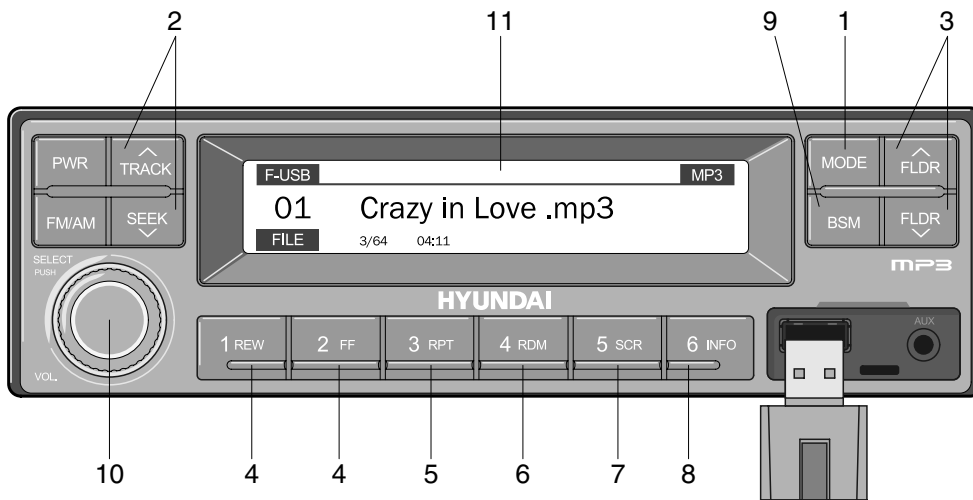 2 11 9 1 3
PWR TRACK
FM/AM SEEK
F-USB MP3
01 Crazy in Love .mp3
FILE 3/64 04:11
MODE FLDR
BSM FLDR
MP3
SELECT
PUSH
VOL.
HYUNDAI
1 REW 2 FF 3 RPT 4 RDM 5 SCR 6 INFO
AUX
10 4 4 5 6 7 8